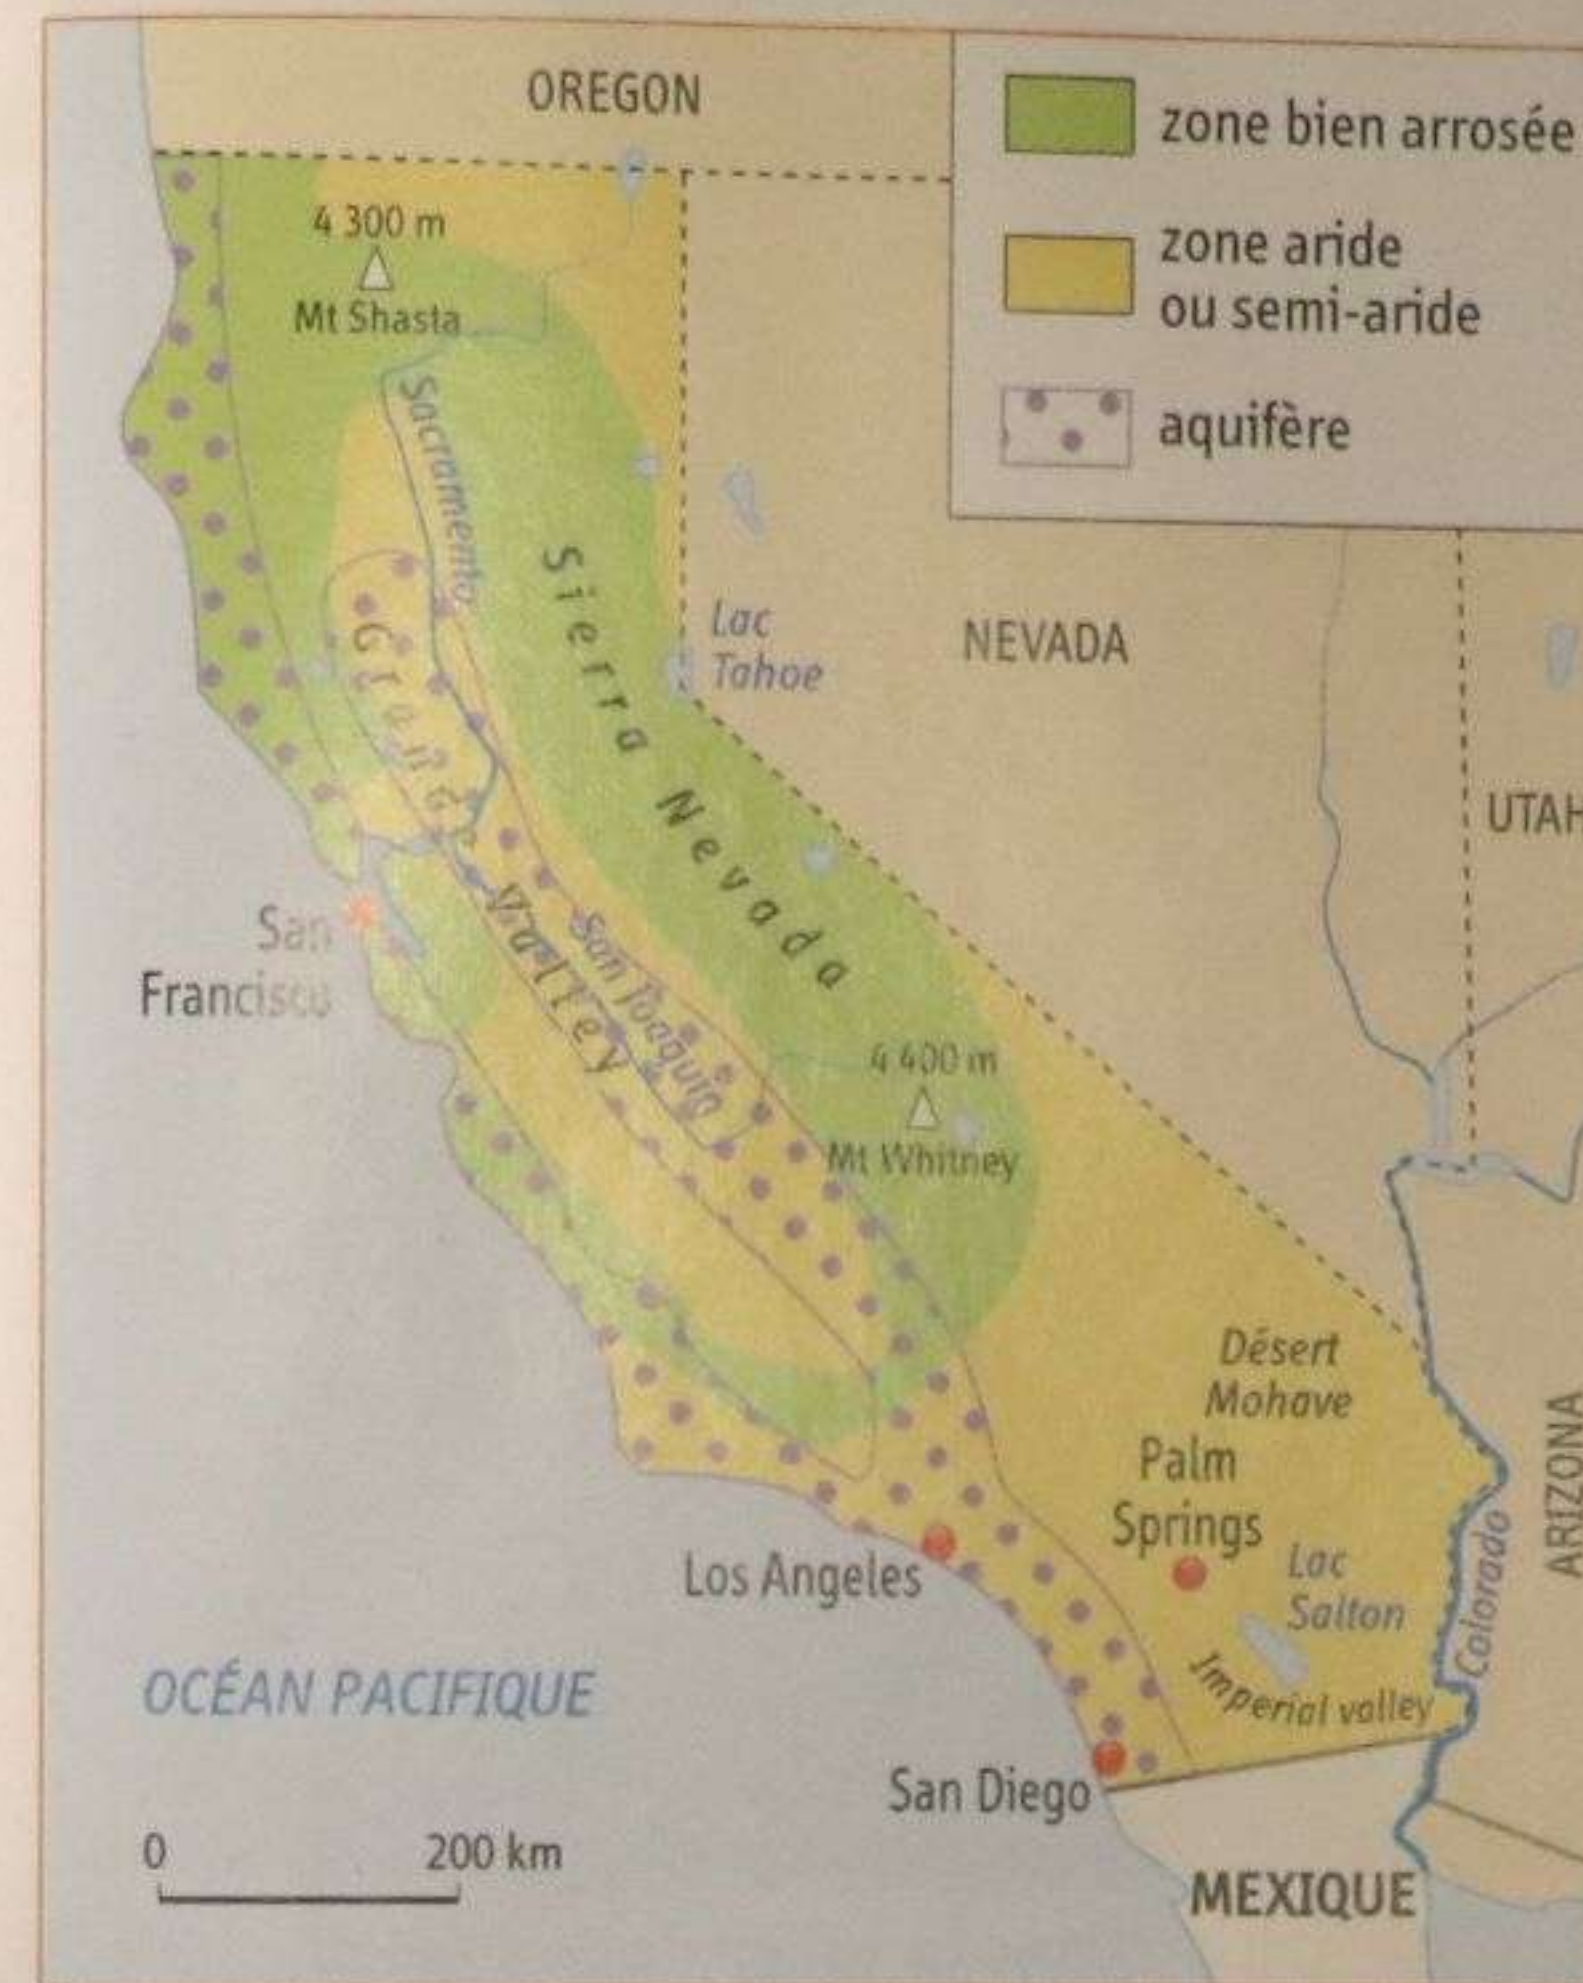 OREGON
zone bien arrosée
zone aride
ou semi-aride
aquifère
4 300 m
Mt Shasta
Sacramento
Sierra Nevada
Lac
Tahoe
NEVADA
UTAH
Grande Valley
San Joaquin
San
Francisco
4 400 m
Mt Whitney
Désert
Mohave
Palm
Springs
Lac
Salton
Imperial valley
Colorado
ARIZONA
Los Angeles
San Diego
OCÉAN PACIFIQUE
0 200 km
MEXIQUE